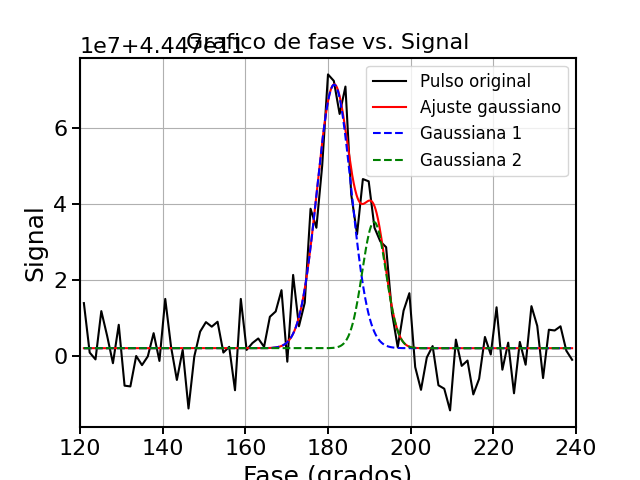 1e7+4.447e11
Grafico de fase vs. Signal
Pulso original
Ajuste gaussiano
Gaussiana 1
Gaussiana 2
6
4
2
0
Signal
120 140 160 180 200 220 240
Fase (grados)